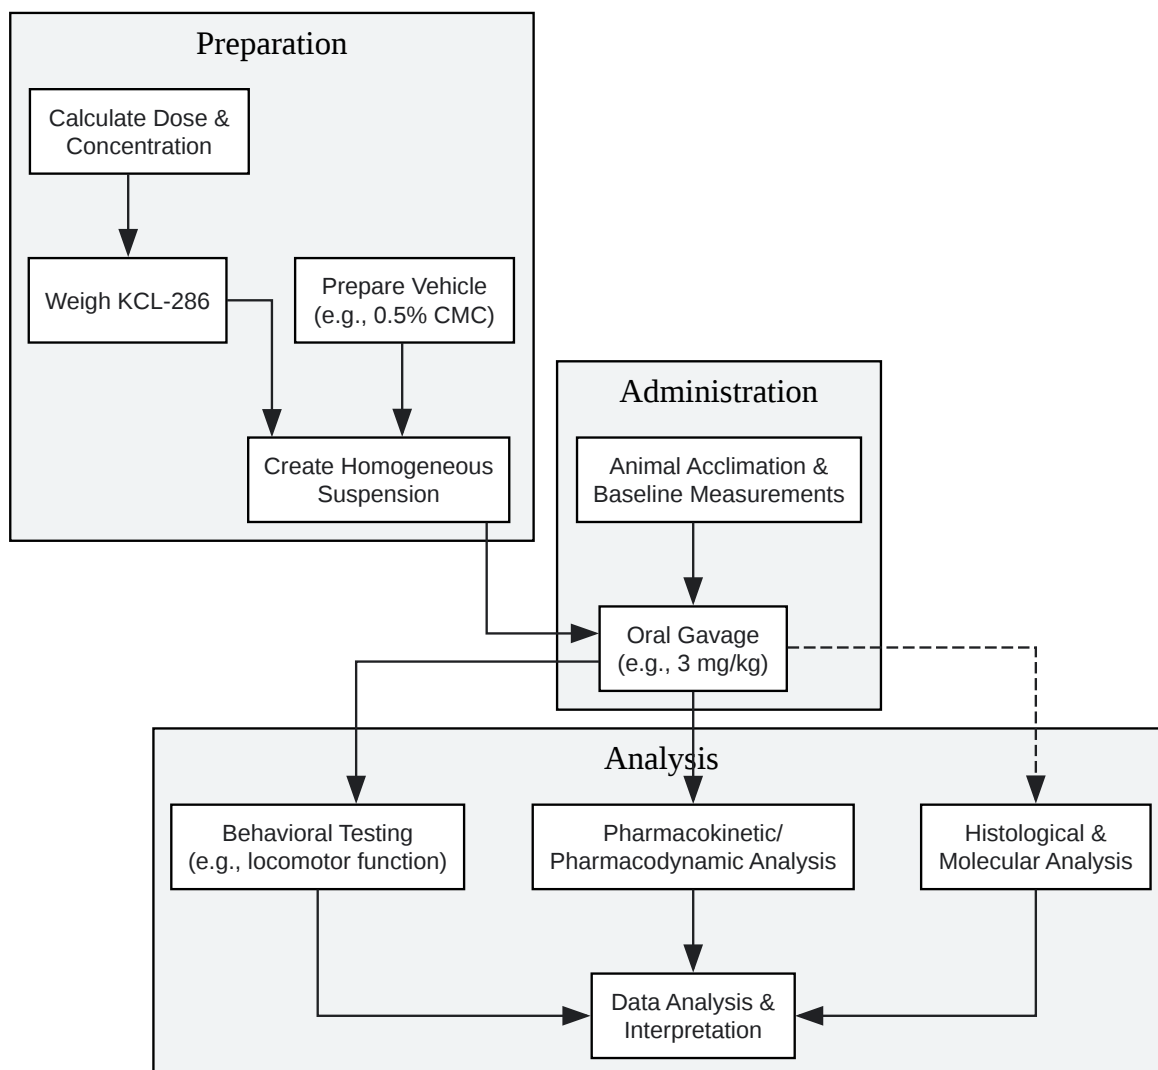 Preparation
Calculate Dose &
Concentration
Weigh KCL-286
Prepare Vehicle
(e.g., 0.5% CMC)
Create Homogeneous
Suspension
Administration
Animal Acclimation &
Baseline Measurements
Oral Gavage
(e.g., 3 mg/kg)
Analysis
Behavioral Testing
(e.g., locomotor function)
Pharmacokinetic/
Pharmacodynamic Analysis
Histological &
Molecular Analysis
Data Analysis &
Interpretation